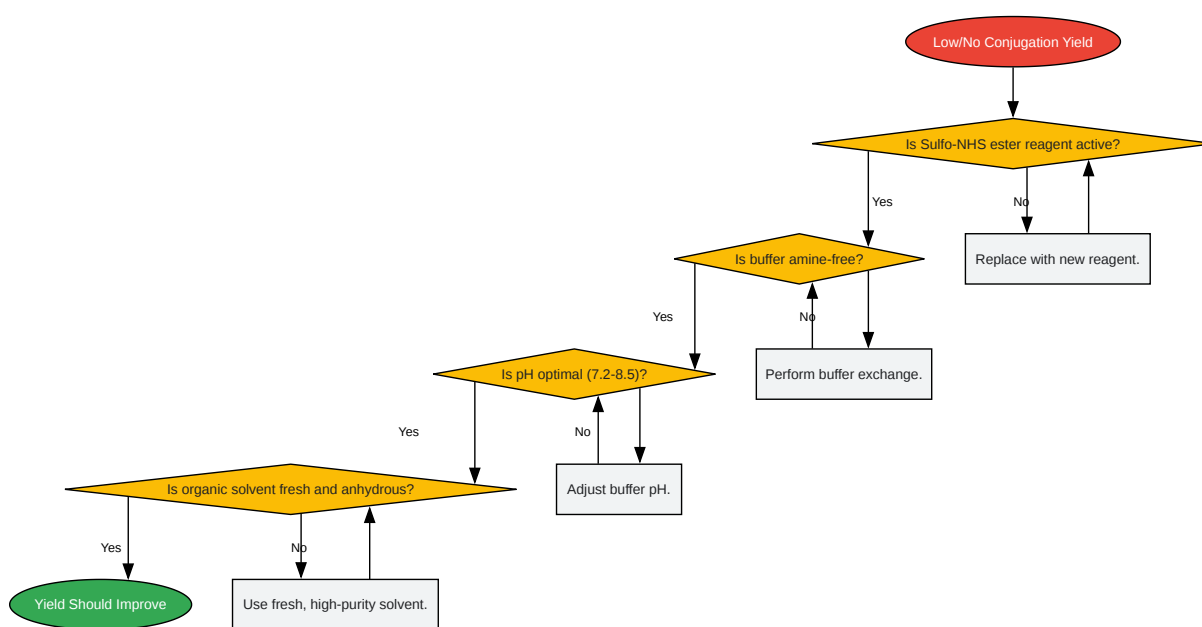 Low/No Conjugation Yield
Is Sulfo-NHS ester reagent active?
Yes
No
Is buffer amine-free?
Replace with new reagent.
Yes
No
Is pH optimal (7.2-8.5)?
Perform buffer exchange.
Yes
No
Is organic solvent fresh and anhydrous?
Adjust buffer pH.
Yes
No
Yield Should Improve
Use fresh, high-purity solvent.